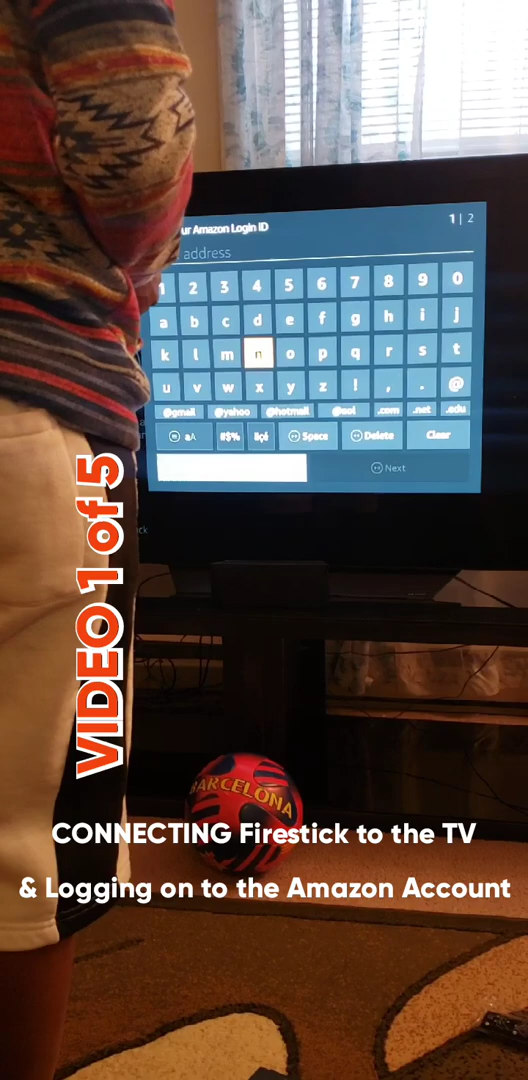 ur Amazon Login ID
1 | 2
address
1 2 3 4 5 6 7 8 9 0
a b c d e f g h i j
k l m n o p q r s t
u v w x y z ! , . @
@gmail @yahoo @hotmail @aol .com .net .edu
aA #$% äçé Space Delete Clear
Next
ck
VIDEO 1 of 5
BARCELONA
CONNECTING Firestick to the TV
& Logging on to the Amazon Account